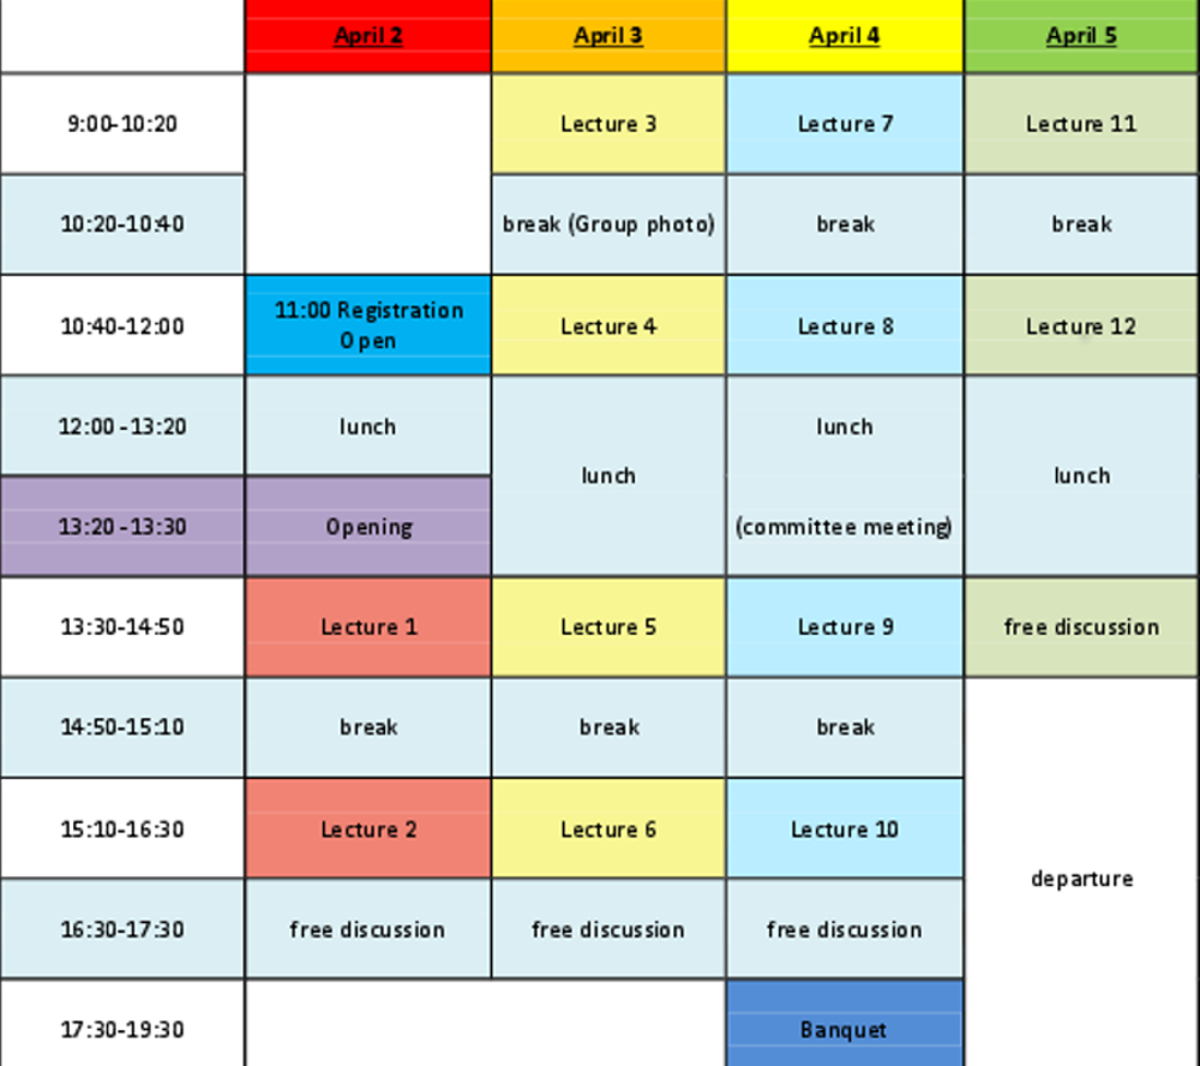 April 2 April 3 April 4 April 5
9:00-10:20 Lecture 3 Lecture 7 Lecture 11
10:20-10:40 break (Group photo) break break
10:40-12:00 11:00 Registration Open Lecture 4 Lecture 8 Lecture 12
12:00 -13:20 lunch lunch lunch lunch
13:20 -13:30 Opening (committee meeting)
13:30-14:50 Lecture 1 Lecture 5 Lecture 9 free discussion
14:50-15:10 break break break
15:10-16:30 Lecture 2 Lecture 6 Lecture 10
departure
16:30-17:30 free discussion free discussion free discussion
17:30-19:30 Banquet